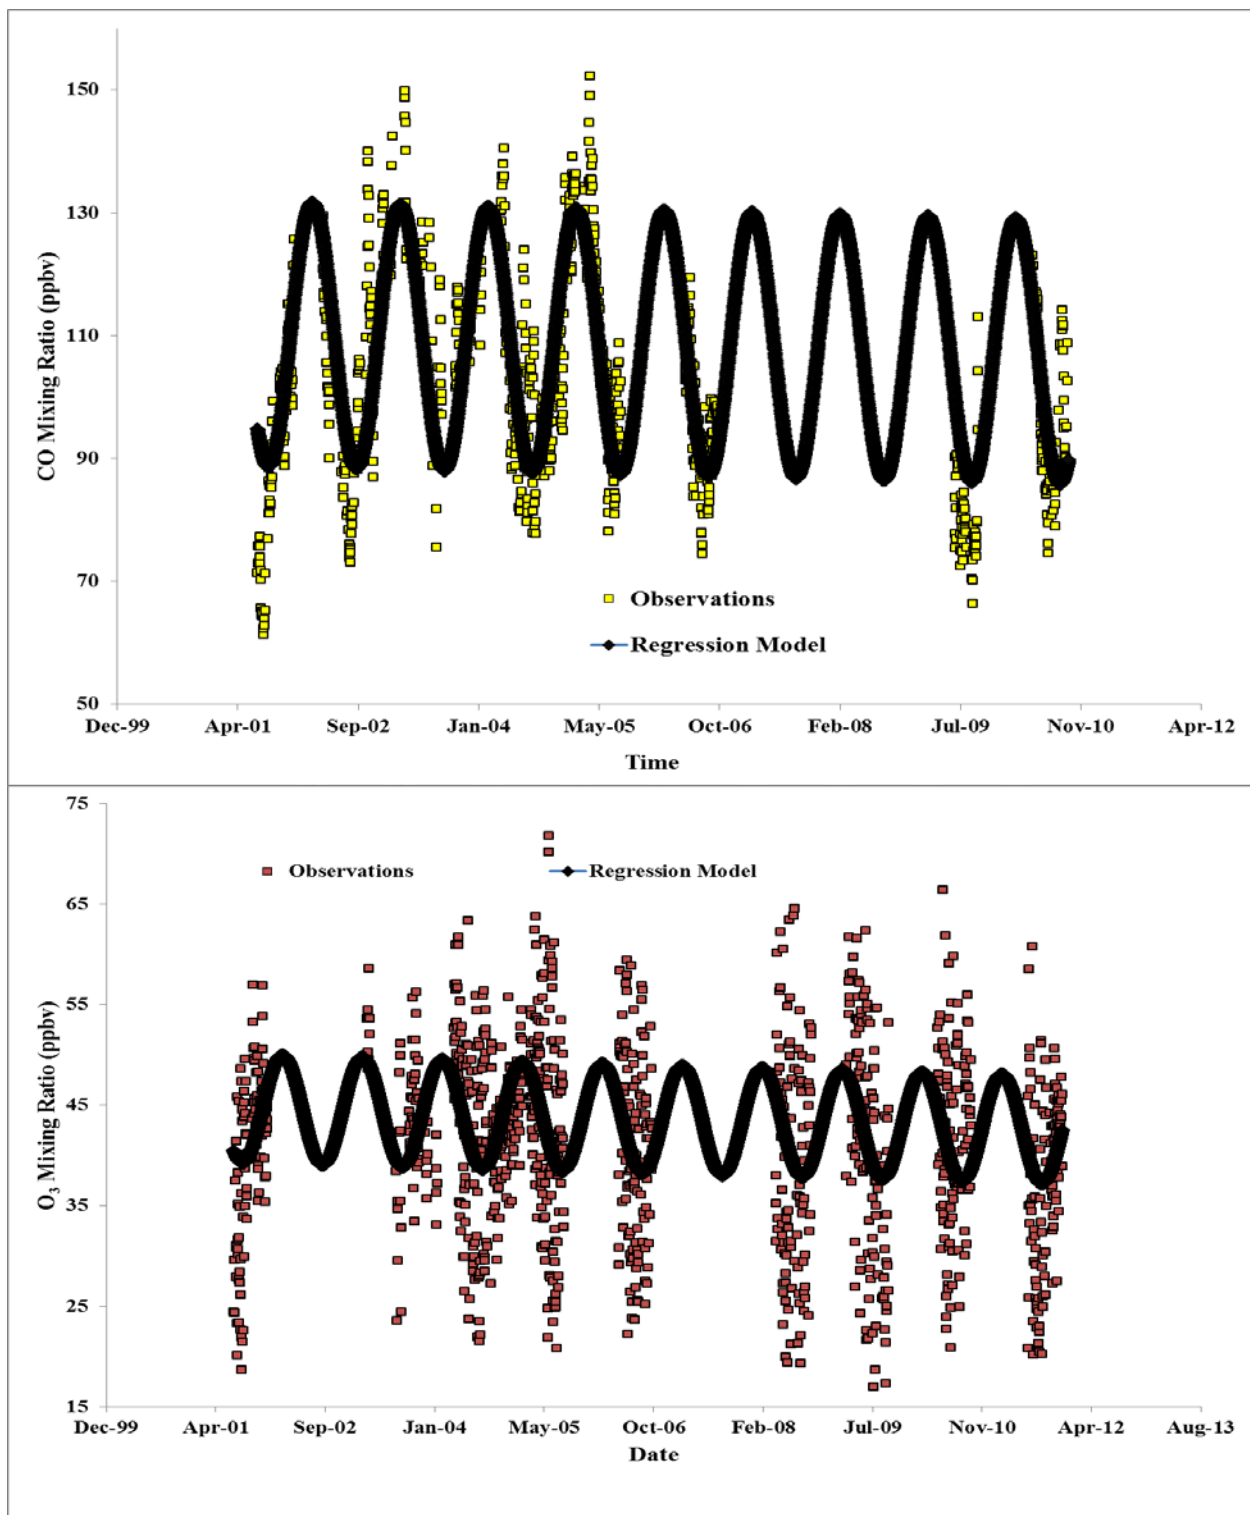 150
130
110
90
70
50
CO Mixing Ratio (ppbv)
Observations
Regression Model
Dec-99 Apr-01 Sep-02 Jan-04 May-05 Oct-06 Feb-08 Jul-09 Nov-10 Apr-12
Time
75
65
55
45
35
25
15
O3 Mixing Ratio (ppbv)
Observations Regression Model
Dec-99 Apr-01 Sep-02 Jan-04 May-05 Oct-06 Feb-08 Jul-09 Nov-10 Apr-12 Aug-13
Date